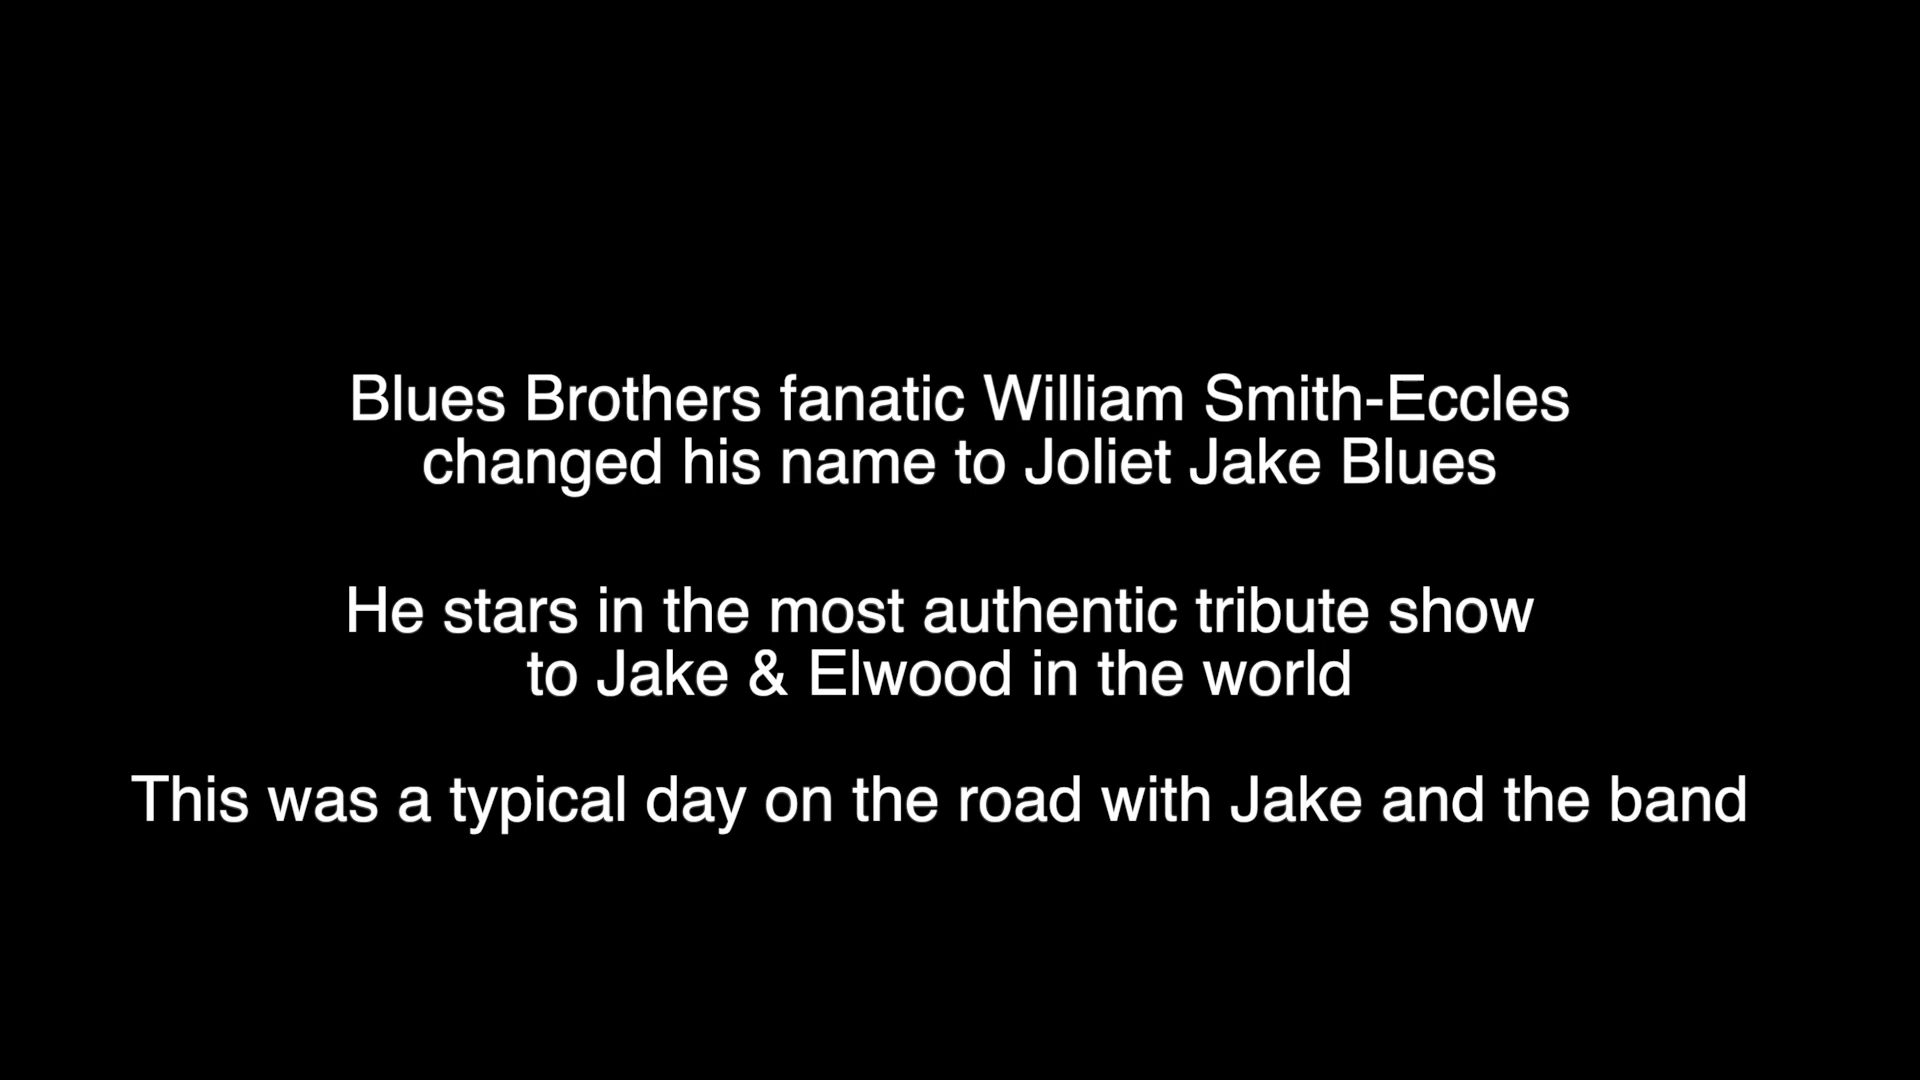 Blues Brothers fanatic William Smith-Eccles
changed his name to Joliet Jake Blues
He stars in the most authentic tribute show
to Jake & Elwood in the world
This was a typical day on the road with Jake and the band